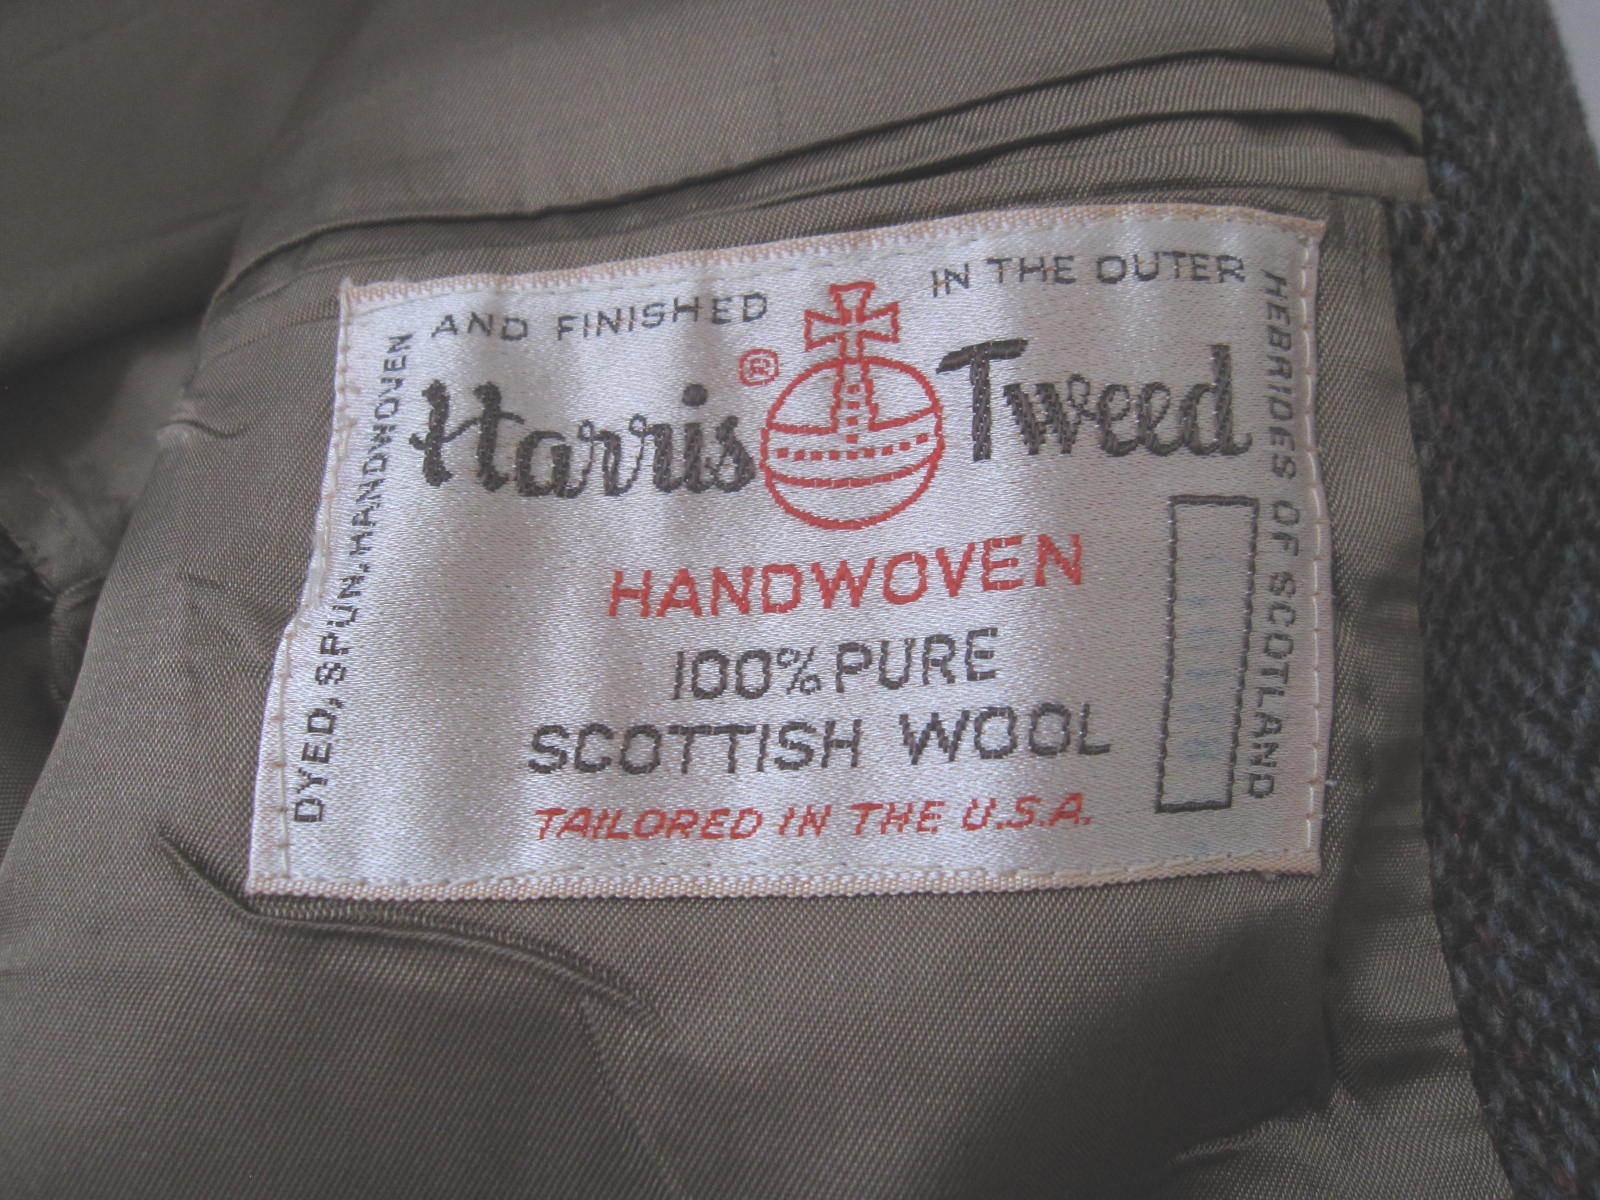 DYED, SPUN, HANDWOVEN
AND FINISHED
IN THE OUTER
HEBRIDES OF SCOTLAND
Harris ® Tweed
HANDWOVEN
100% PURE
SCOTTISH WOOL
TAILORED IN THE U.S.A.